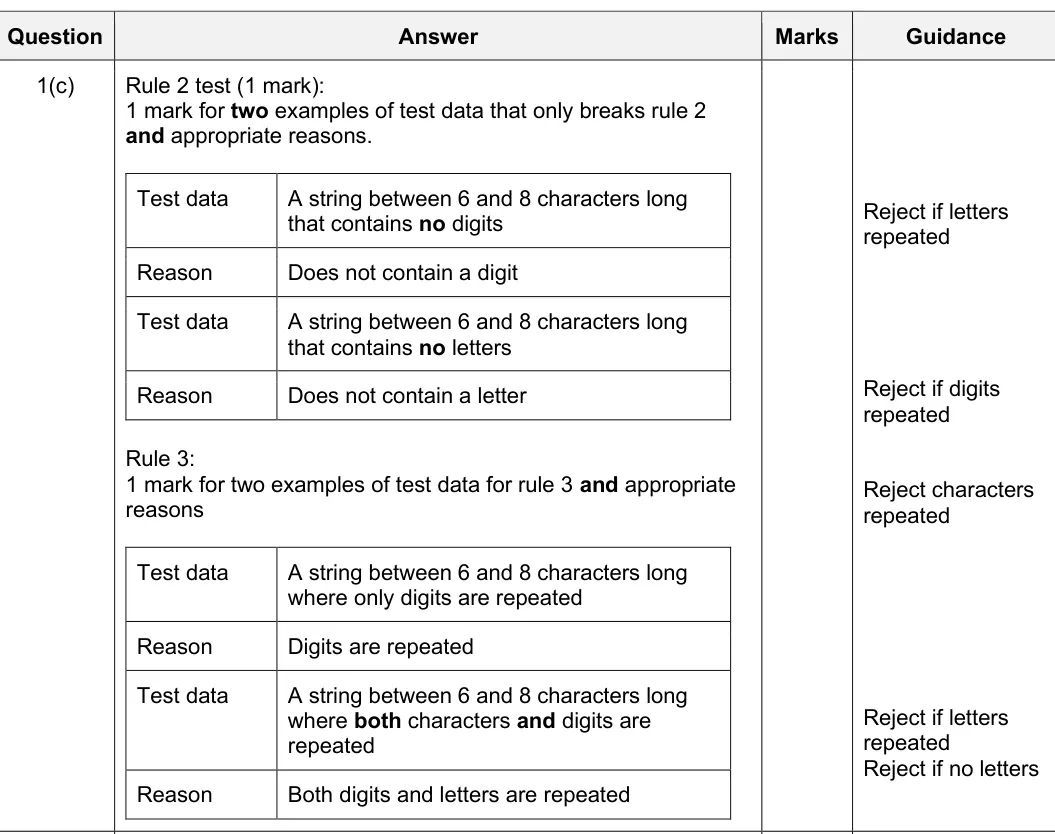 Question Answer Marks Guidance
1(c) Rule 2 test (1 mark):
1 mark for two examples of test data that only breaks rule 2
and appropriate reasons.
Test data A string between 6 and 8 characters long
that contains no digits
Reject if letters
repeated
Reason Does not contain a digit
Test data A string between 6 and 8 characters long
that contains no letters
Reason Does not contain a letter
Reject if digits
repeated
Rule 3:
1 mark for two examples of test data for rule 3 and appropriate
reasons
Reject characters
repeated
Test data A string between 6 and 8 characters long
where only digits are repeated
Reason Digits are repeated
Test data A string between 6 and 8 characters long
where both characters and digits are
repeated
Reject if letters
repeated
Reject if no letters
Reason Both digits and letters are repeated